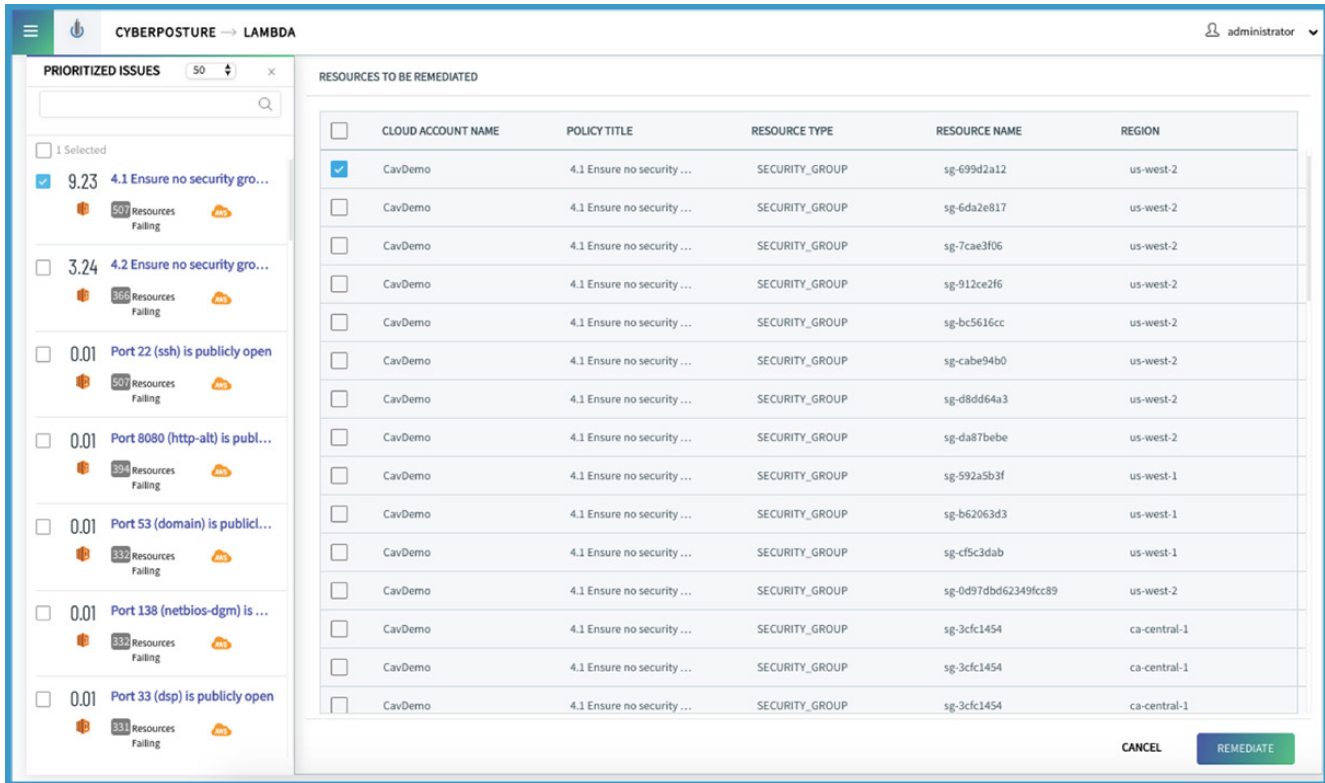 CYBERPOSTURE → LAMBDA
administrator
PRIORITIZED ISSUES 50 ×
1 Selected
9.23 4.1 Ensure no security gro...
507 Resources Failing AWS
3.24 4.2 Ensure no security gro...
366 Resources Failing AWS
0.01 Port 22 (ssh) is publicly open
507 Resources Failing AWS
0.01 Port 8080 (http-alt) is publ...
394 Resources Failing AWS
0.01 Port 53 (domain) is publicl...
332 Resources Failing AWS
0.01 Port 138 (netbios-dgm) is ...
332 Resources Failing AWS
0.01 Port 33 (dsp) is publicly open
331 Resources Failing AWS
RESOURCES TO BE REMEDIATED
CLOUD ACCOUNT NAME POLICY TITLE RESOURCE TYPE RESOURCE NAME REGION
CavDemo 4.1 Ensure no security ... SECURITY_GROUP sg-699d2a12 us-west-2
CavDemo 4.1 Ensure no security ... SECURITY_GROUP sg-6da2e817 us-west-2
CavDemo 4.1 Ensure no security ... SECURITY_GROUP sg-7cae3f06 us-west-2
CavDemo 4.1 Ensure no security ... SECURITY_GROUP sg-912ce2f6 us-west-2
CavDemo 4.1 Ensure no security ... SECURITY_GROUP sg-bc5616cc us-west-2
CavDemo 4.1 Ensure no security ... SECURITY_GROUP sg-cabe94b0 us-west-2
CavDemo 4.1 Ensure no security ... SECURITY_GROUP sg-d8dd64a3 us-west-2
CavDemo 4.1 Ensure no security ... SECURITY_GROUP sg-da87bebe us-west-2
CavDemo 4.1 Ensure no security ... SECURITY_GROUP sg-592a5b3f us-west-1
CavDemo 4.1 Ensure no security ... SECURITY_GROUP sg-b62063d3 us-west-1
CavDemo 4.1 Ensure no security ... SECURITY_GROUP sg-cf5c3dab us-west-1
CavDemo 4.1 Ensure no security ... SECURITY_GROUP sg-0d97dbd62349fcc89 us-west-2
CavDemo 4.1 Ensure no security ... SECURITY_GROUP sg-3cfc1454 ca-central-1
CavDemo 4.1 Ensure no security ... SECURITY_GROUP sg-3cfc1454 ca-central-1
CavDemo 4.1 Ensure no security ... SECURITY_GROUP sg-3cfc1454 ca-central-1
CANCEL REMEDIATE